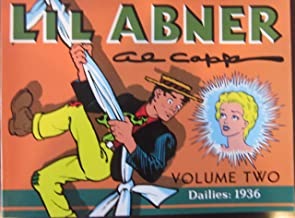 LI'L ABNER
Al Capp
VOLUME TWO
Dailies: 1936